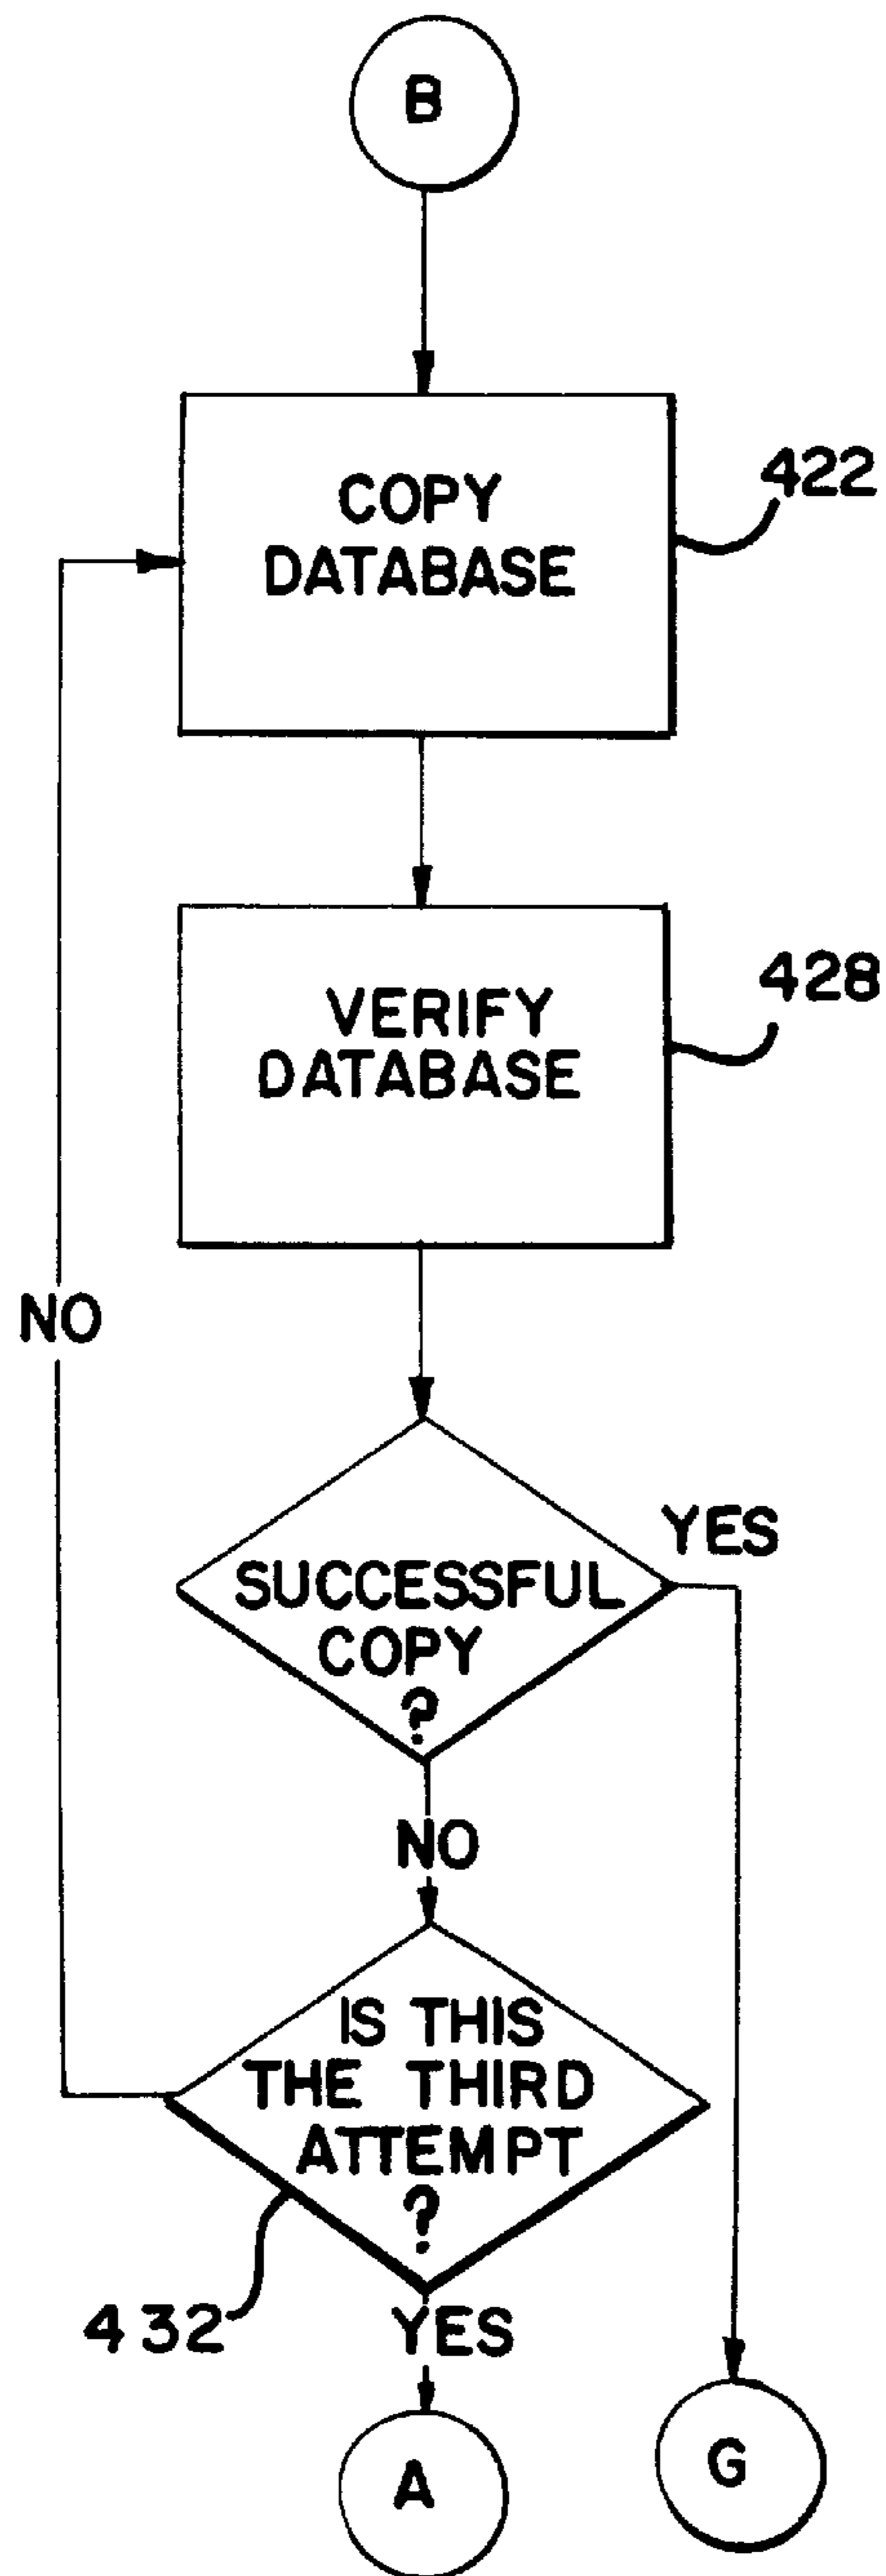 B
COPY
DATABASE
422
VERIFY
DATABASE
428
NO
SUCCESSFUL
COPY
?
YES
NO
IS THIS
THE THIRD
ATTEMPT
?
432
YES
A
G